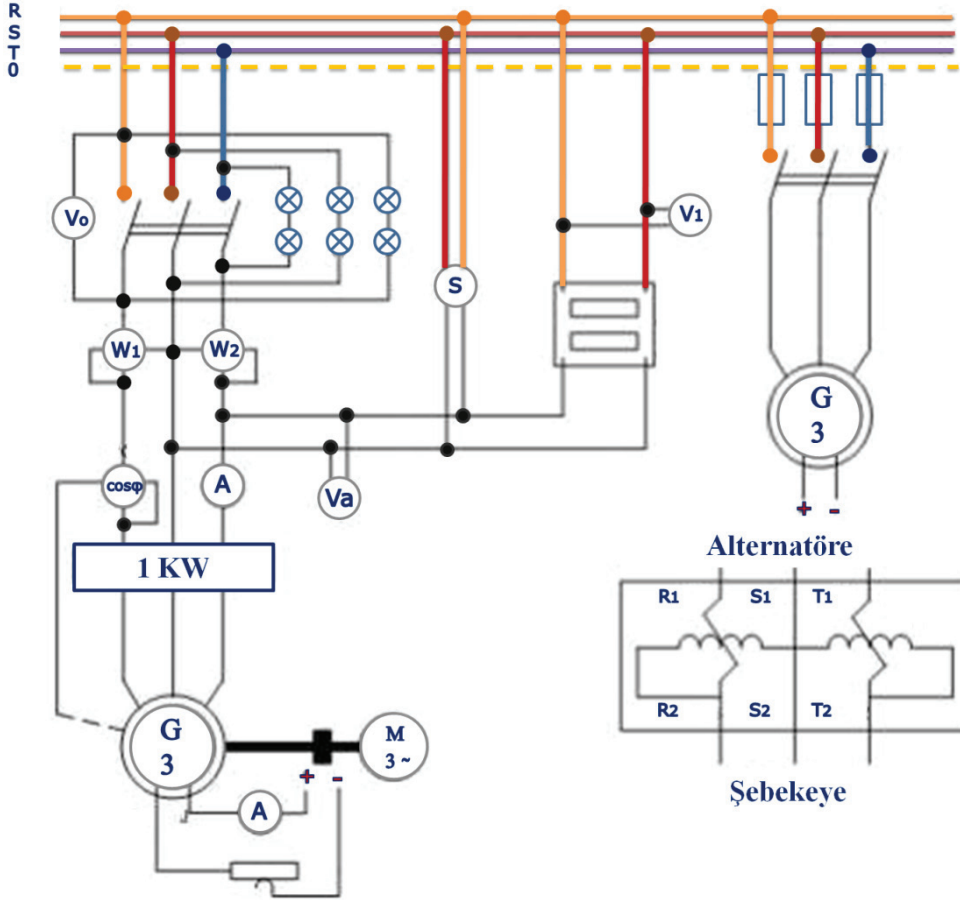 R
S
T
0
V₀
V₁
S
W₁
W₂
G
3
cosφ
A
Va
+ -
1 KW
Alternatöre
R₁ S₁ T₁
G
3
M
3 ~
R₂ S₂ T₂
+ -
A
Şebekeye